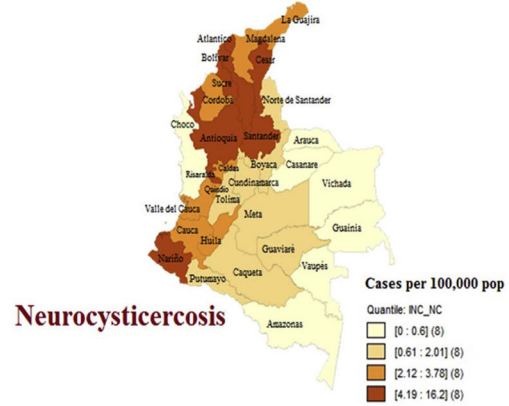 La Guajira
Atlantico
Magdalena
Bolivar
Cesar
Sucre
Cordoba
Norte de Santander
Choco
Antioquia
Santander
Arauca
Risaralda
Caldas
Boyaca
Casanare
Quindio
Cundinamarca
Vichada
Tolima
Valle del Cauca
Meta
Cauca
Huila
Guainia
Nariño
Guaviare
Vaupés
Putumayo
Caqueta
Cases per 100,000 pop
Neurocysticercosis
Quantile: INC_NC
Amazonas
[0 : 0.6] (8)
[0.61 : 2.01] (8)
[2.12 : 3.78] (8)
[4.19 : 16.2] (8)